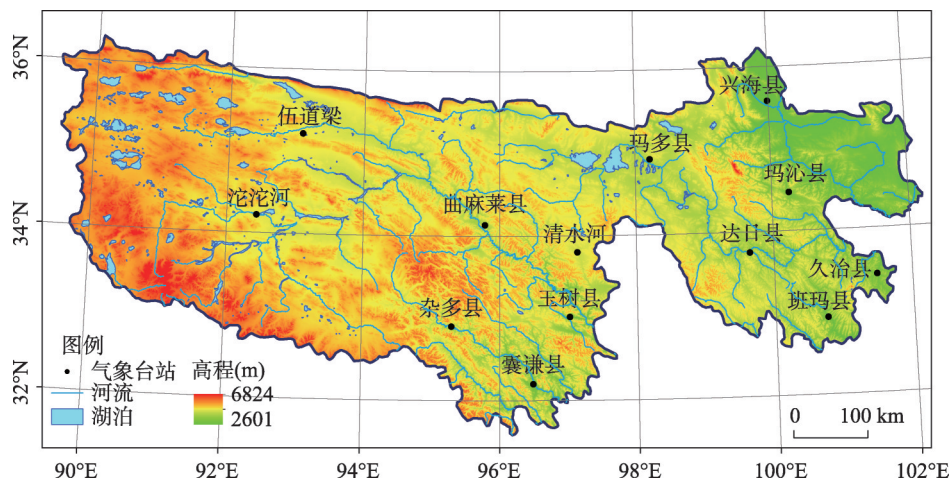 36°N
34°N
32°N
兴海县
伍道梁
玛多县
玛沁县
沱沱河
曲麻莱县
清水河
达日县
久治县
杂多县
玉村县
班玛县
囊谦县
图例
气象台站
河流
湖泊
高程(m)
6824
2601
0 100 km
90°E 92°E 94°E 96°E 98°E 100°E 102°E